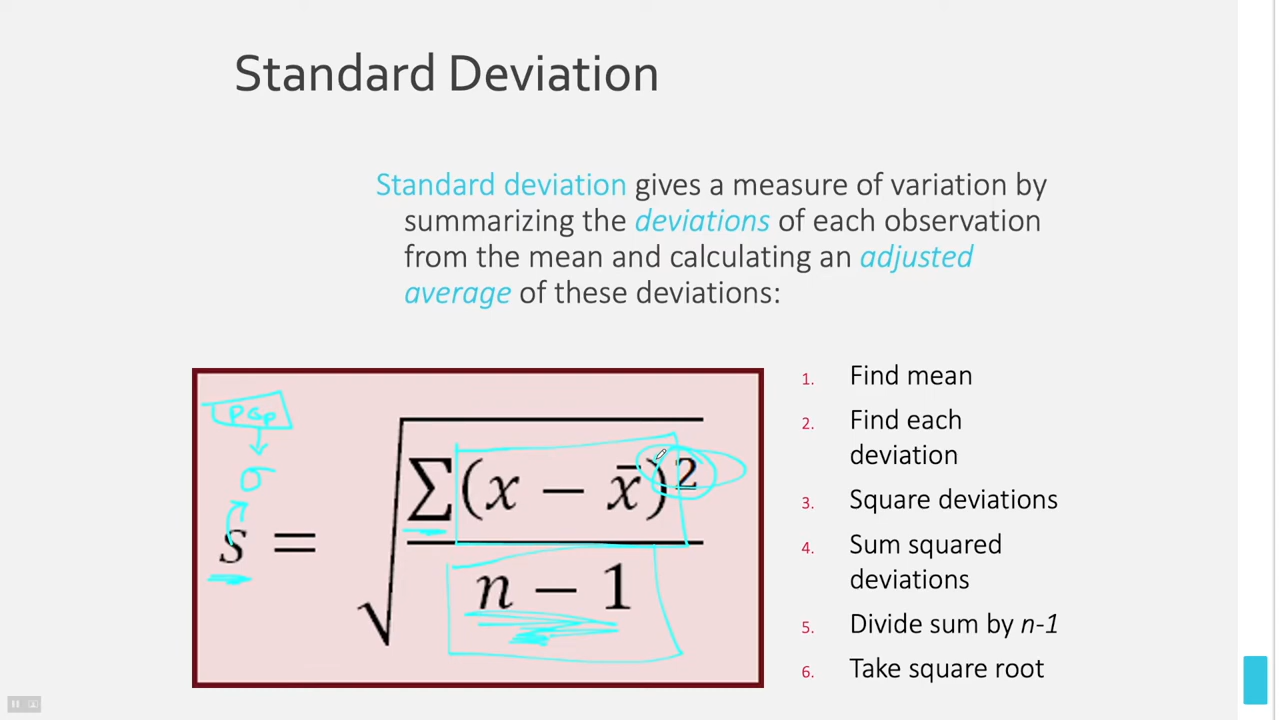 Standard Deviation
Standard deviation gives a measure of variation by
summarizing the deviations of each observation
from the mean and calculating an adjusted
average of these deviations:
1. Find mean
2. Find each
deviation
3. Square deviations
4. Sum squared
deviations
5. Divide sum by n-1
6. Take square root
σ
s = √
∑(x − x̄)²
n − 1